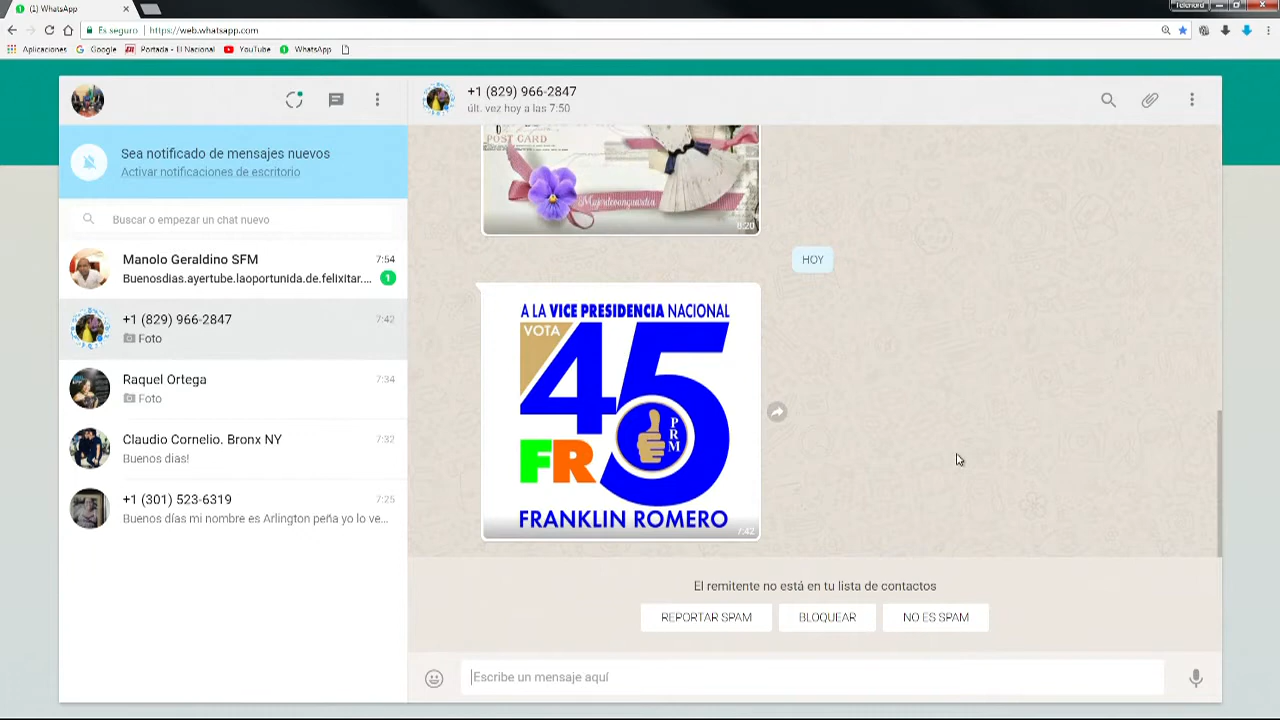 (1) WhatsApp
Telenord
Es seguro | https://web.whatsapp.com
Aplicaciones Google Portada - El Nacional YouTube WhatsApp
+1 (829) 966-2847
últ. vez hoy a las 7:50
Sea notificado de mensajes nuevos
Activar notificaciones de escritorio
Buscar o empezar un chat nuevo
Manolo Geraldino SFM 7:54
Buenosdias.ayertube.laoportunida.de.felixitar.... 1
+1 (829) 966-2847 7:42
Foto
Raquel Ortega 7:34
Foto
Claudio Cornelio. Bronx NY 7:32
Buenos dias!
+1 (301) 523-6319 7:25
Buenos días mi nombre es Arlington peña yo lo ve...
POST CARD
Mujerdevanguardia
8:20
HOY
A LA VICE PRESIDENCIA NACIONAL
VOTA
45
PRM
FR
FRANKLIN ROMERO
7:42
El remitente no está en tu lista de contactos
REPORTAR SPAM BLOQUEAR NO ES SPAM
Escribe un mensaje aquí